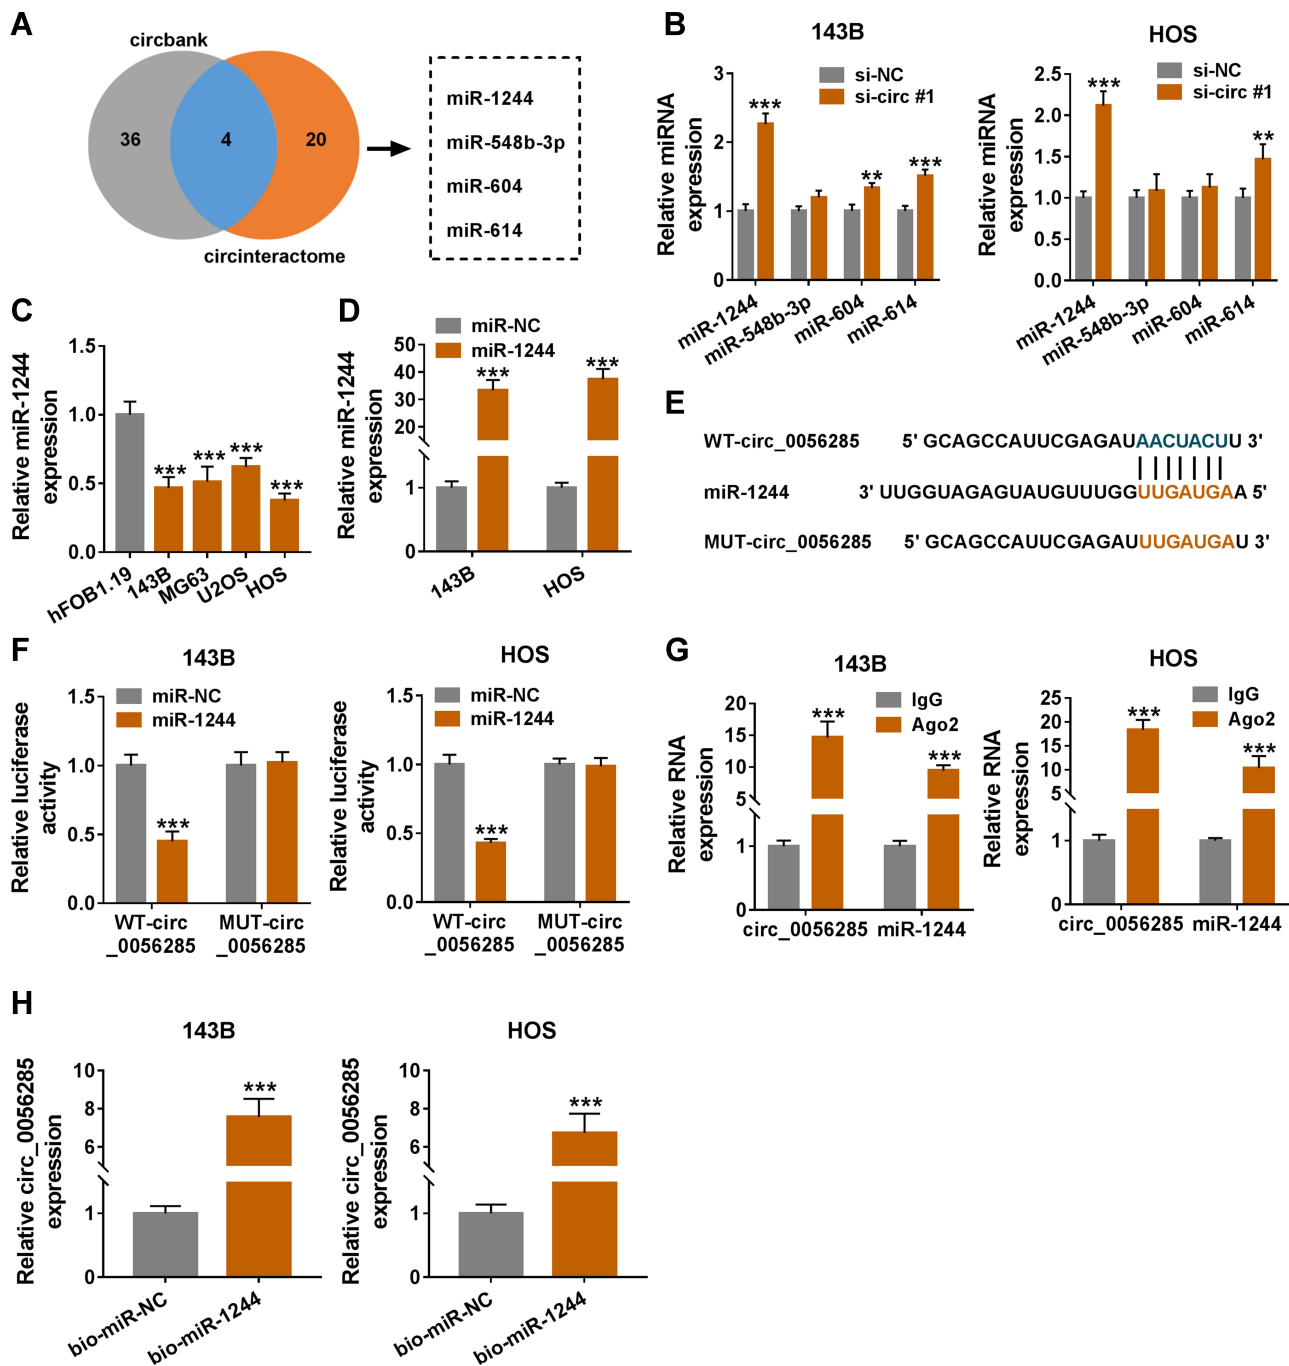 A
circbank
36
4
20
circinteractome
miR-1244
miR-548b-3p
miR-604
miR-614
B
143B
Relative miRNA
expression
3
2
1
0
si-NC
si-circ #1
***
**
***
miR-1244
miR-548b-3p
miR-604
miR-614
HOS
Relative miRNA
expression
2.5
2.0
1.5
1.0
0.5
0.0
si-NC
si-circ #1
***
**
miR-1244
miR-548b-3p
miR-604
miR-614
C
Relative miR-1244
expression
1.5
1.0
0.5
0.0
***
***
***
***
hFOB1.19
143B
MG63
U2OS
HOS
D
miR-NC
miR-1244
Relative miR-1244
expression
50
40
30
20
1
0
***
***
143B
HOS
E
WT-circ_0056285 5' GCAGCCAUUCGAGAUAACUACUU 3'
miR-1244 3' UUGGUAGAGUAUGUUUGGUUGAUGAA 5'
MUT-circ_0056285 5' GCAGCCAUUCGAGAUUUGAUGAU 3'
F
143B
Relative luciferase
activity
1.5
1.0
0.5
0.0
miR-NC
miR-1244
***
WT-circ
_0056285
MUT-circ
_0056285
HOS
Relative luciferase
activity
1.5
1.0
0.5
0.0
miR-NC
miR-1244
***
WT-circ
_0056285
MUT-circ
_0056285
G
143B
Relative RNA
expression
20
15
10
5
1
0
IgG
Ago2
***
***
circ_0056285
miR-1244
HOS
Relative RNA
expression
25
20
15
10
5
1
0
IgG
Ago2
***
***
circ_0056285
miR-1244
H
143B
Relative circ_0056285
expression
10
8
6
1
0
***
bio-miR-NC
bio-miR-1244
HOS
Relative circ_0056285
expression
10
8
6
1
0
***
bio-miR-NC
bio-miR-1244